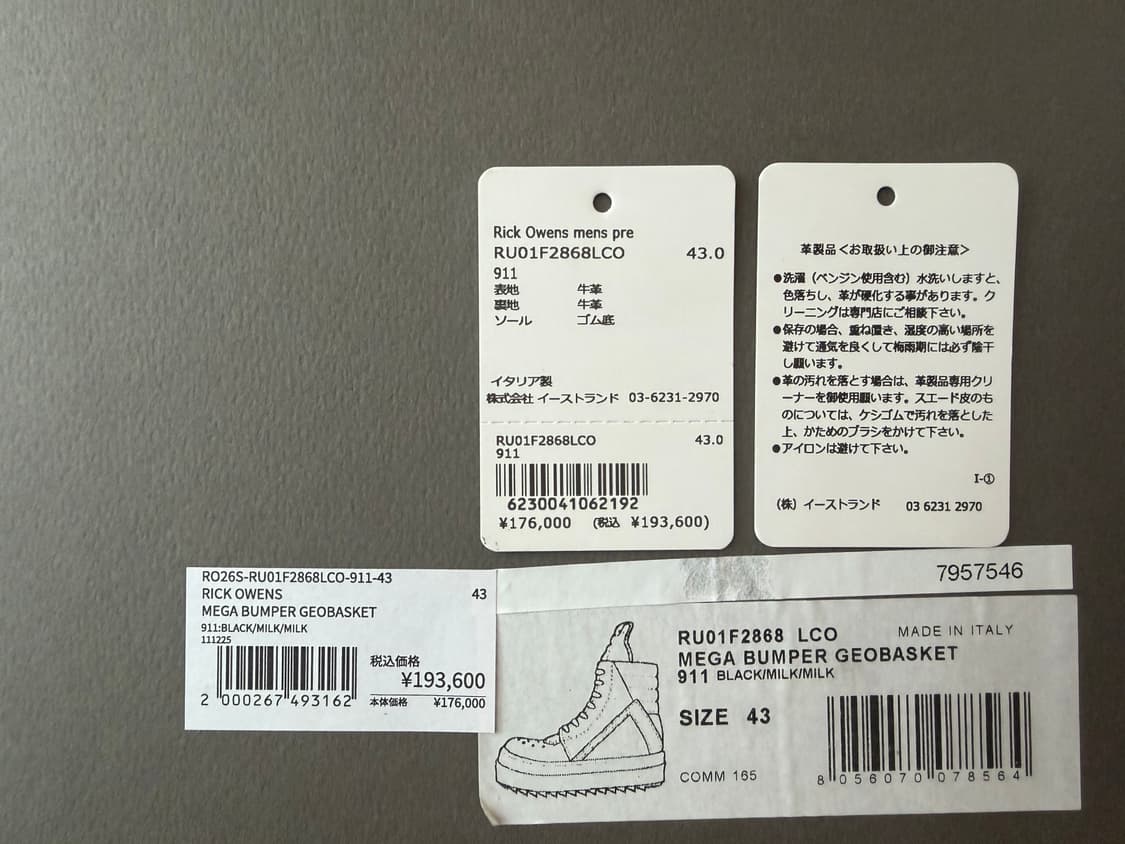 Rick Owens mens pre
RU01F2868LCO 43.0
911
表地 牛革
裏地 牛革
ソール ゴム底
イタリア製
株式会社 イーストランド 03-6231-2970
RU01F2868LCO 43.0
911
6230041062192
¥176,000 (税込 ¥193,600)
革製品<お取扱い上の御注意>
●洗濯(ベンジン使用含む)水洗いしますと、
色落ちし、革が硬化する事があります。ク
リーニングは専門店にご相談下さい。
●保存の場合、重ね置き、湿度の高い場所を
避けて通気を良くして梅雨期には必ず陰干
し願います。
●革の汚れを落とす場合は、革製品専用クリ
ーナーを御使用願います。スエード皮のも
のについては、ケシゴムで汚れを落とした
上、かためのブラシをかけて下さい。
●アイロンは避けて下さい。
I-①
(株)イーストランド 03 6231 2970
RO26S-RU01F2868LCO-911-43
RICK OWENS 43
MEGA BUMPER GEOBASKET
911:BLACK/MILK/MILK
111225
税込価格
¥193,600
本体価格 ¥176,000
2 000267 493162
7957546
RU01F2868 LCO MADE IN ITALY
MEGA BUMPER GEOBASKET
911 BLACK/MILK/MILK
SIZE 43
COMM 165
8 056070 078564